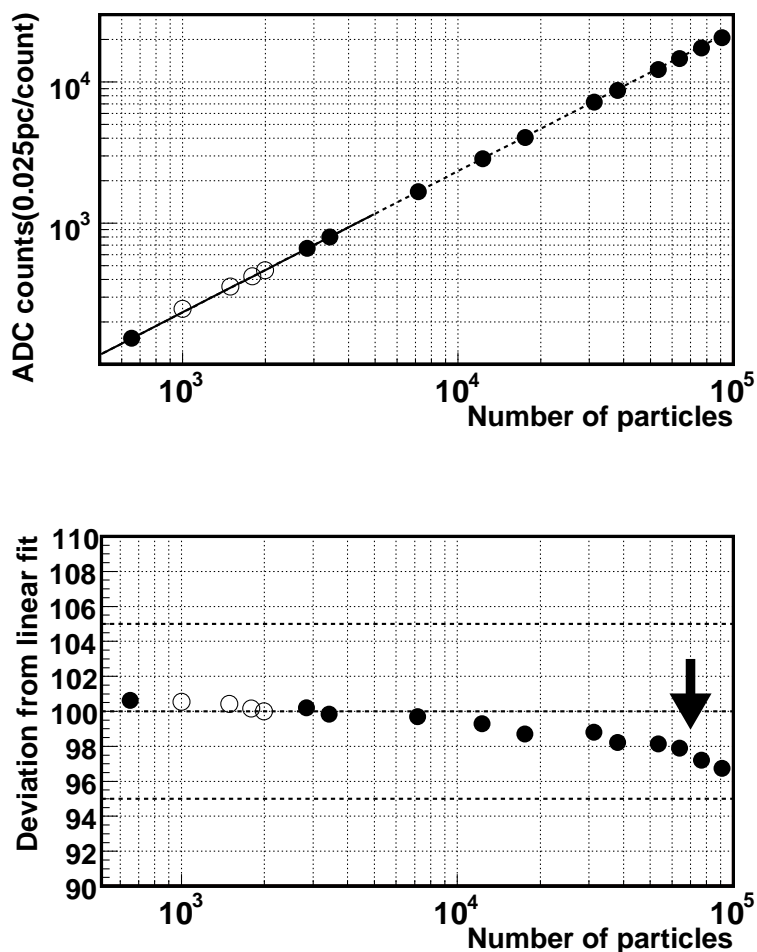 ADC counts(0.025pc/count)
10⁴
10³
10³ 10⁴ 10⁵
Number of particles
Deviation from linear fit
110
108
106
104
102
100
98
96
94
92
90
10³ 10⁴ 10⁵
Number of particles